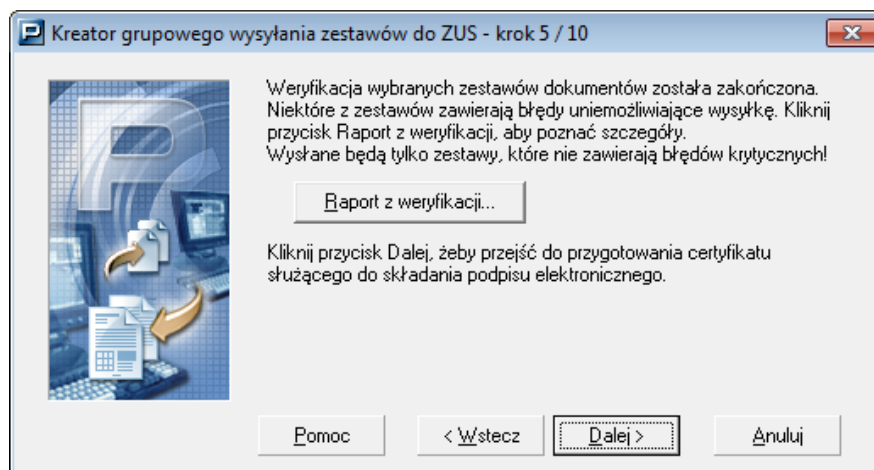 Kreator grupowego wysyłania zestawów do ZUS - krok 5 / 10
Weryfikacja wybranych zestawów dokumentów została zakończona.
Niektóre z zestawów zawierają błędy uniemożliwiające wysyłkę. Kliknij
przycisk Raport z weryfikacji, aby poznać szczegóły.
Wysłane będą tylko zestawy, które nie zawierają błędów krytycznych!
Raport z weryfikacji...
Kliknij przycisk Dalej, żeby przejść do przygotowania certyfikatu
służącego do składania podpisu elektronicznego.
Pomoc
< Wstecz
Dalej >
Anuluj